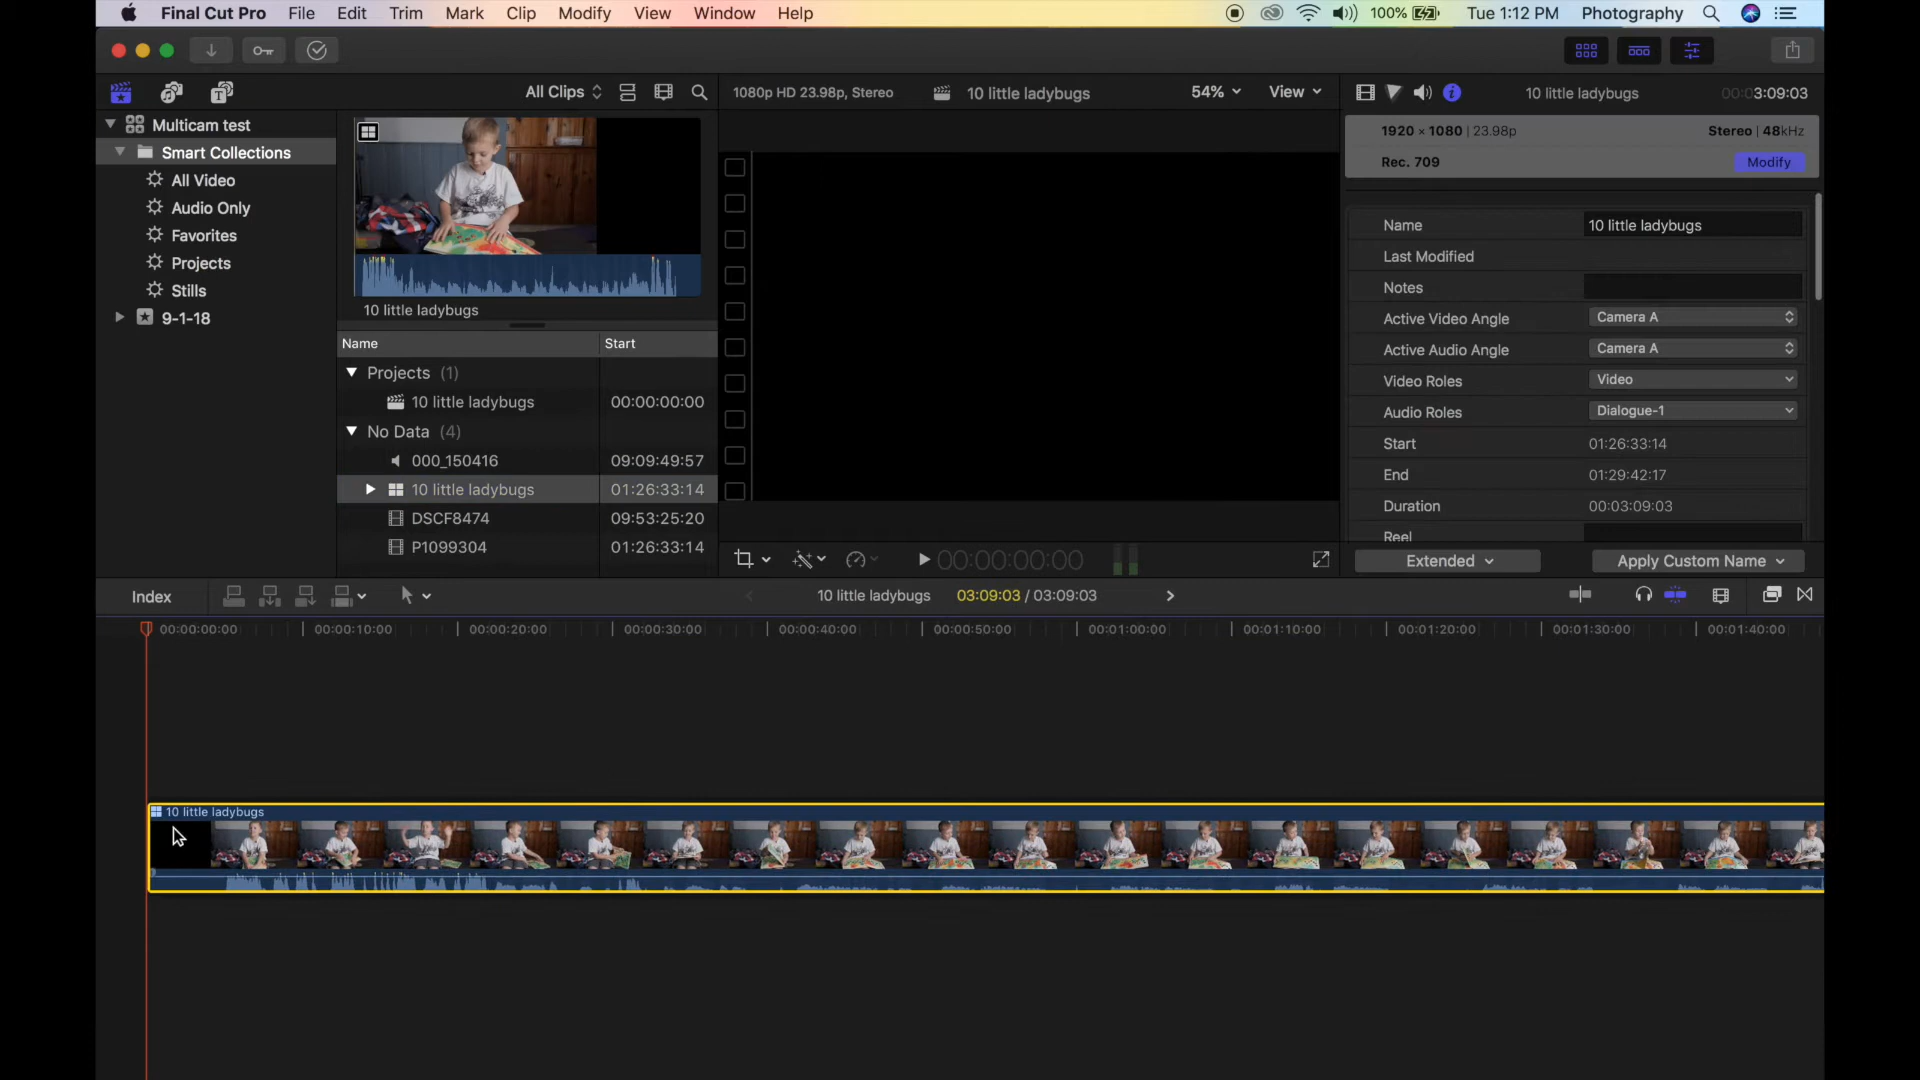 Final Cut Pro File Edit Trim Mark Clip Modify View Window Help 100% Tue 1:12 PM Photography
All Clips 1080p HD 23.98p, Stereo 10 little ladybugs 54% View 10 little ladybugs 00:03:09:03
Multicam test
Smart Collections
All Video
Audio Only
Favorites
Projects
Stills
9-1-18
10 little ladybugs
Name Start
Projects (1)
10 little ladybugs 00:00:00:00
No Data (4)
000_150416 09:09:49:57
10 little ladybugs 01:26:33:14
DSCF8474 09:53:25:20
P1099304 01:26:33:14
00:00:00:00
1920 × 1080 | 23.98p Stereo | 48kHz
Rec. 709 Modify
Name 10 little ladybugs
Last Modified
Notes
Active Video Angle Camera A
Active Audio Angle Camera A
Video Roles Video
Audio Roles Dialogue-1
Start 01:26:33:14
End 01:29:42:17
Duration 00:03:09:03
Reel
Extended Apply Custom Name
Index 10 little ladybugs 03:09:03 / 03:09:03
00:00:00:00 00:00:10:00 00:00:20:00 00:00:30:00 00:00:40:00 00:00:50:00 00:01:00:00 00:01:10:00 00:01:20:00 00:01:30:00 00:01:40:00
10 little ladybugs